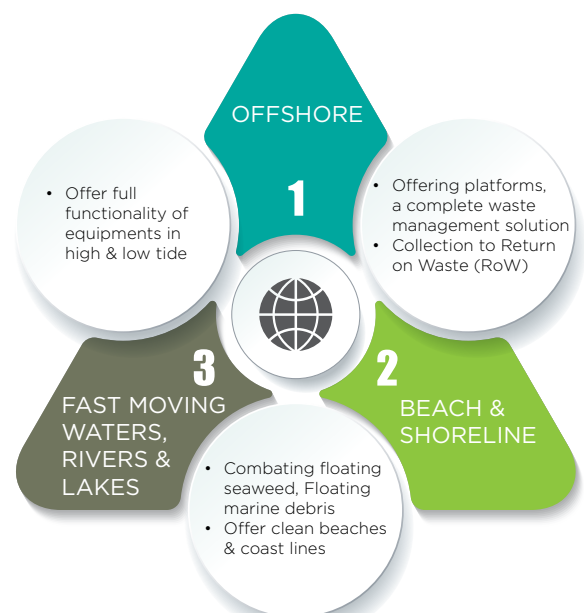 OFFSHORE
1
• Offer full
functionality of
equipments in
high & low tide
• Offering platforms,
a complete waste
management solution
• Collection to Return
on Waste (RoW)
3
FAST MOVING
WATERS,
RIVERS &
LAKES
2
BEACH &
SHORELINE
• Combating floating
seaweed, Floating
marine debris
• Offer clean beaches
& coast lines